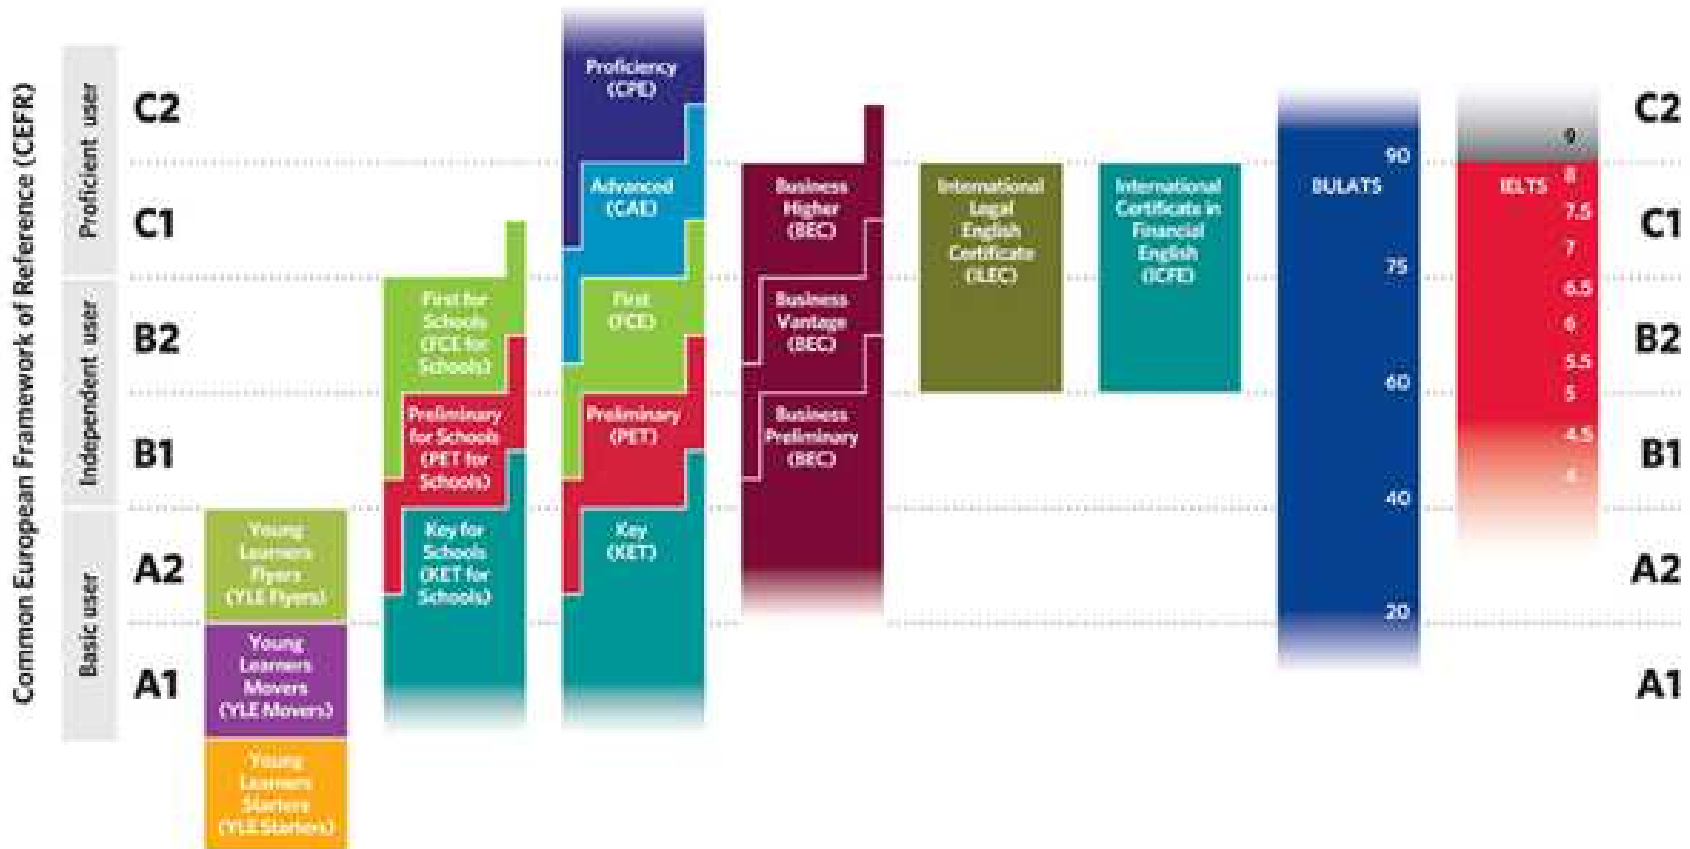 Common European Framework of Reference (CEFR)
Proficient user
Independent user
Basic user
C2
C1
B2
B1
A2
A1
Young
Learners
Flyers
(YLE Flyers)
Young
Learners
Movers
(YLE Movers)
Young
Learners
Starters
(YLE Starters)
First for
Schools
(FCE for
Schools)
Preliminary
for Schools
(PET for
Schools)
Key for
Schools
(KET for
Schools)
Proficiency
(CPE)
Advanced
(CAE)
First
(FCE)
Preliminary
(PET)
Key
(KET)
Business
Higher
(BEC)
Business
Vantage
(BEC)
Business
Preliminary
(BEC)
International
Legal
English
Certificate
(ILEC)
International
Certificate in
Financial
English
(ICFE)
BULATS
90
75
60
40
20
IELTS
9
8
7.5
7
6.5
6
5.5
5
4.5
4
C2
C1
B2
B1
A2
A1